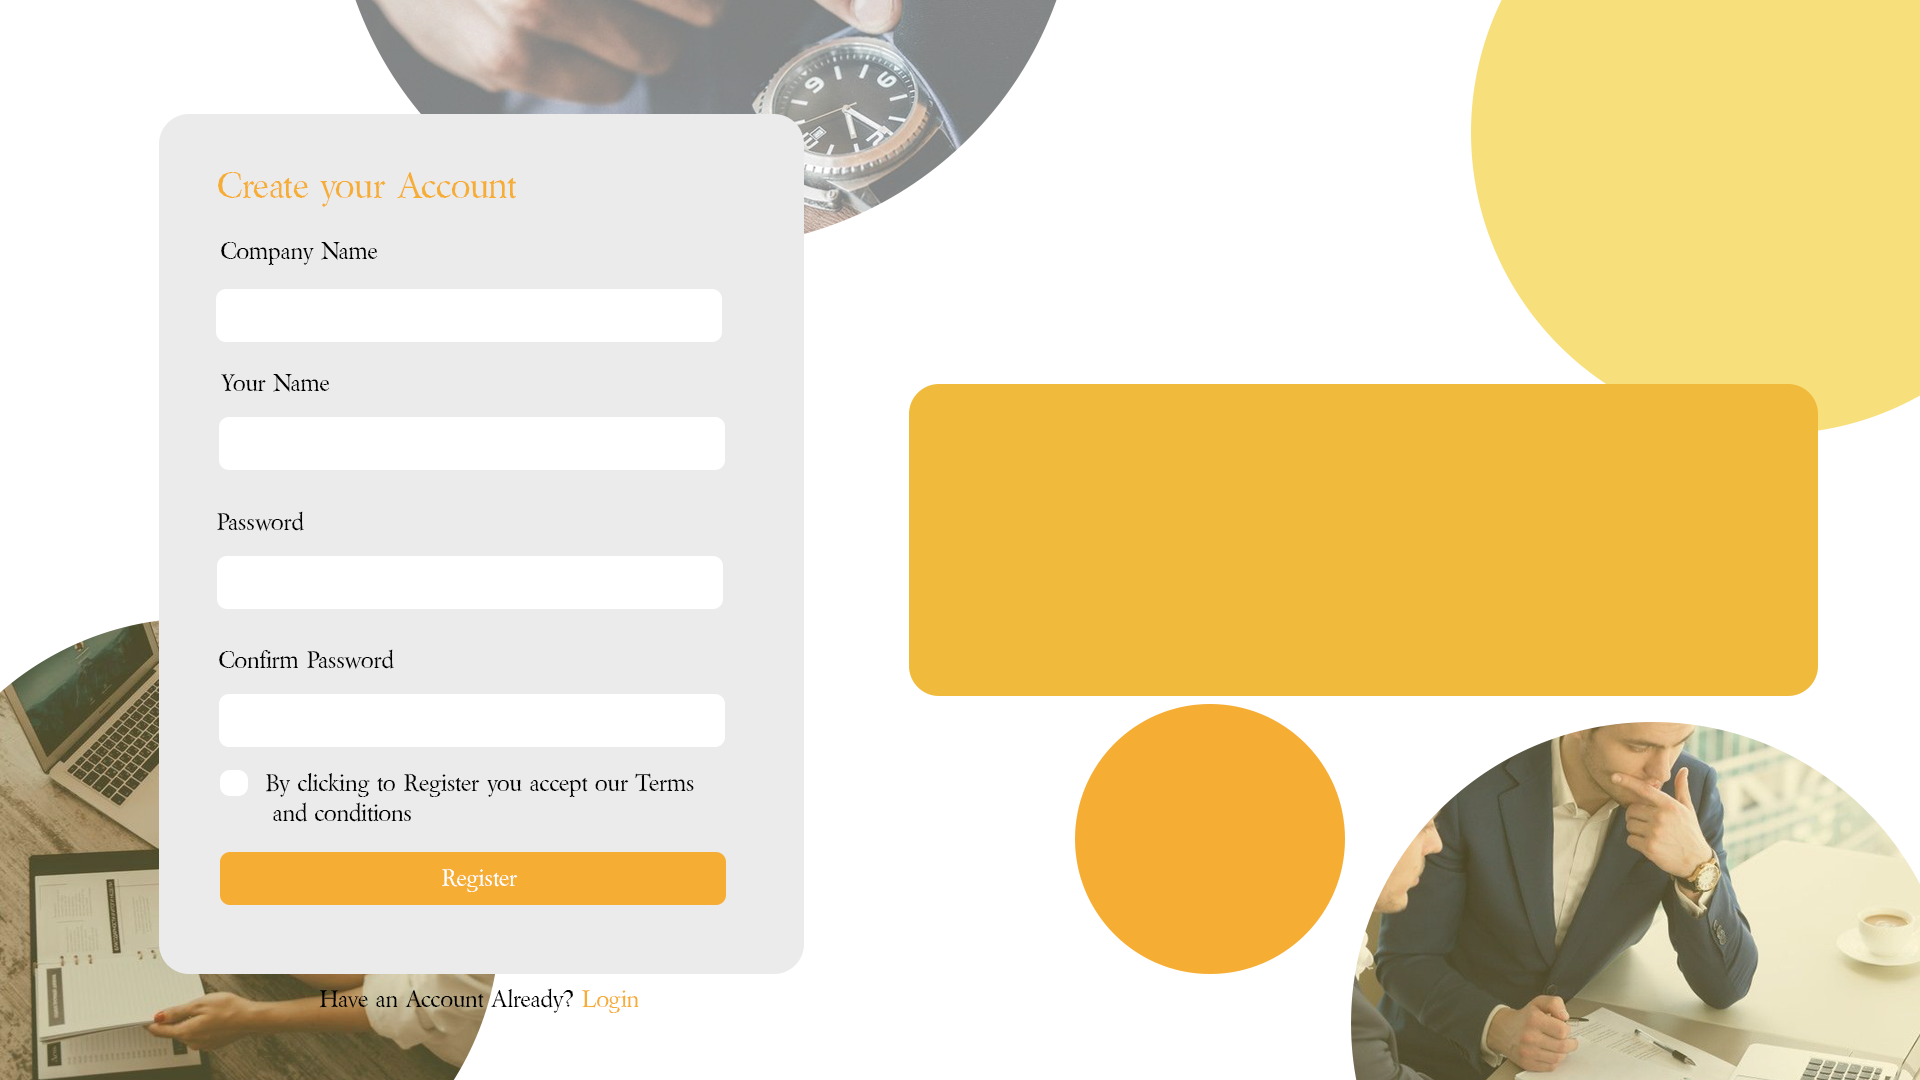 Create your Account
Company Name
Your Name
Password
Confirm Password
By clicking to Register you accept our Terms
and conditions
Register
Have an Account Already? Login